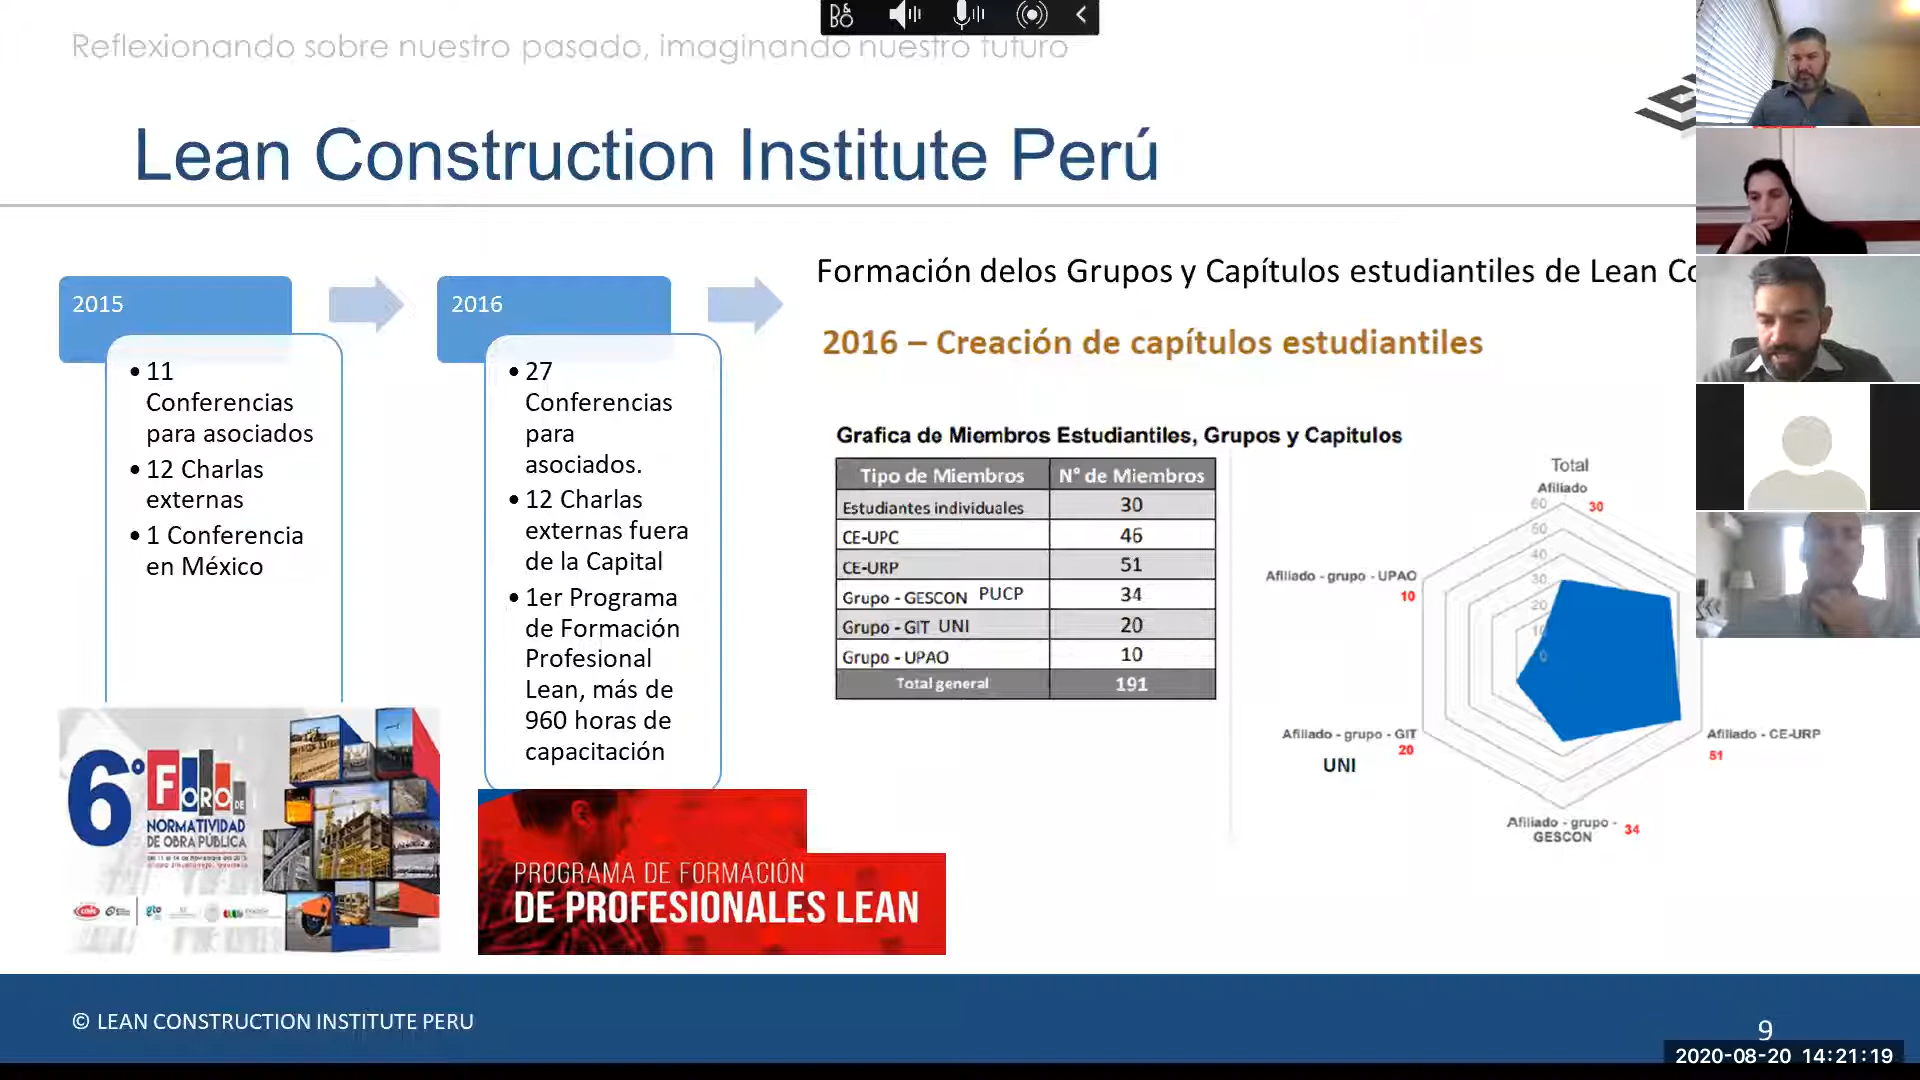 Reflexionando sobre nuestro pasado, imaginando nuestro futuro
Lean Construction Institute Perú
2015
• 11
Conferencias
para asociados
• 12 Charlas
externas
• 1 Conferencia
en México
2016
• 27
Conferencias
para
asociados.
• 12 Charlas
externas fuera
de la Capital
• 1er Programa
de Formación
Profesional
Lean, más de
960 horas de
capacitación
Formación delos Grupos y Capítulos estudiantiles de Lean Co
2016 – Creación de capítulos estudiantiles
Grafica de Miembros Estudiantiles, Grupos y Capitulos
Tipo de Miembros N° de Miembros
Estudiantes individuales 30
CE-UPC 46
CE-URP 51
Grupo - GESCON PUCP 34
Grupo - GIT UNI 20
Grupo - UPAO 10
Total general 191
Total
Afiliado
30
60
50
40
30
20
10
0
Afiliado - grupo - UPAO
10
Afiliado - grupo - GIT
20
UNI
Afiliado - CE-URP
51
Afiliado - grupo -
GESCON
34
6° FORO DE
NORMATIVIDAD
DE OBRA PÚBLICA
PROGRAMA DE FORMACIÓN
DE PROFESIONALES LEAN
© LEAN CONSTRUCTION INSTITUTE PERU
9
2020-08-20 14:21:19